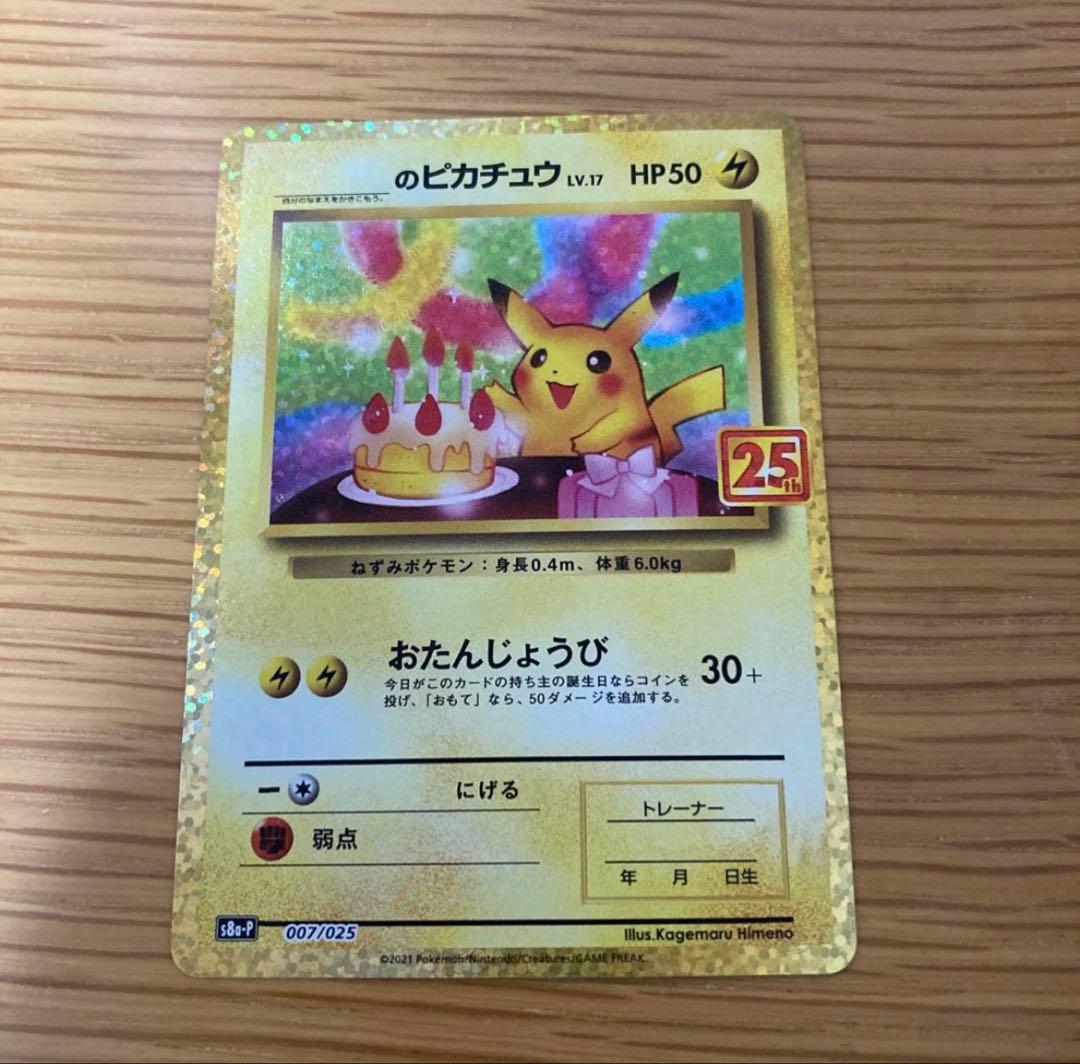 のピカチュウ LV.17 HP50
自分のなまえをかきこもう。
25th
ねずみポケモン：身長0.4m、体重6.0kg
おたんじょうび 30+
今日がこのカードの持ち主の誕生日ならコインを
投げ、「おもて」なら、50ダメージを追加する。
にげる
弱点
トレーナー
年 月 日生
s8a-P 007/025
Illus.Kagemaru Himeno
©2021 Pokémon/Nintendo/Creatures/GAME FREAK.